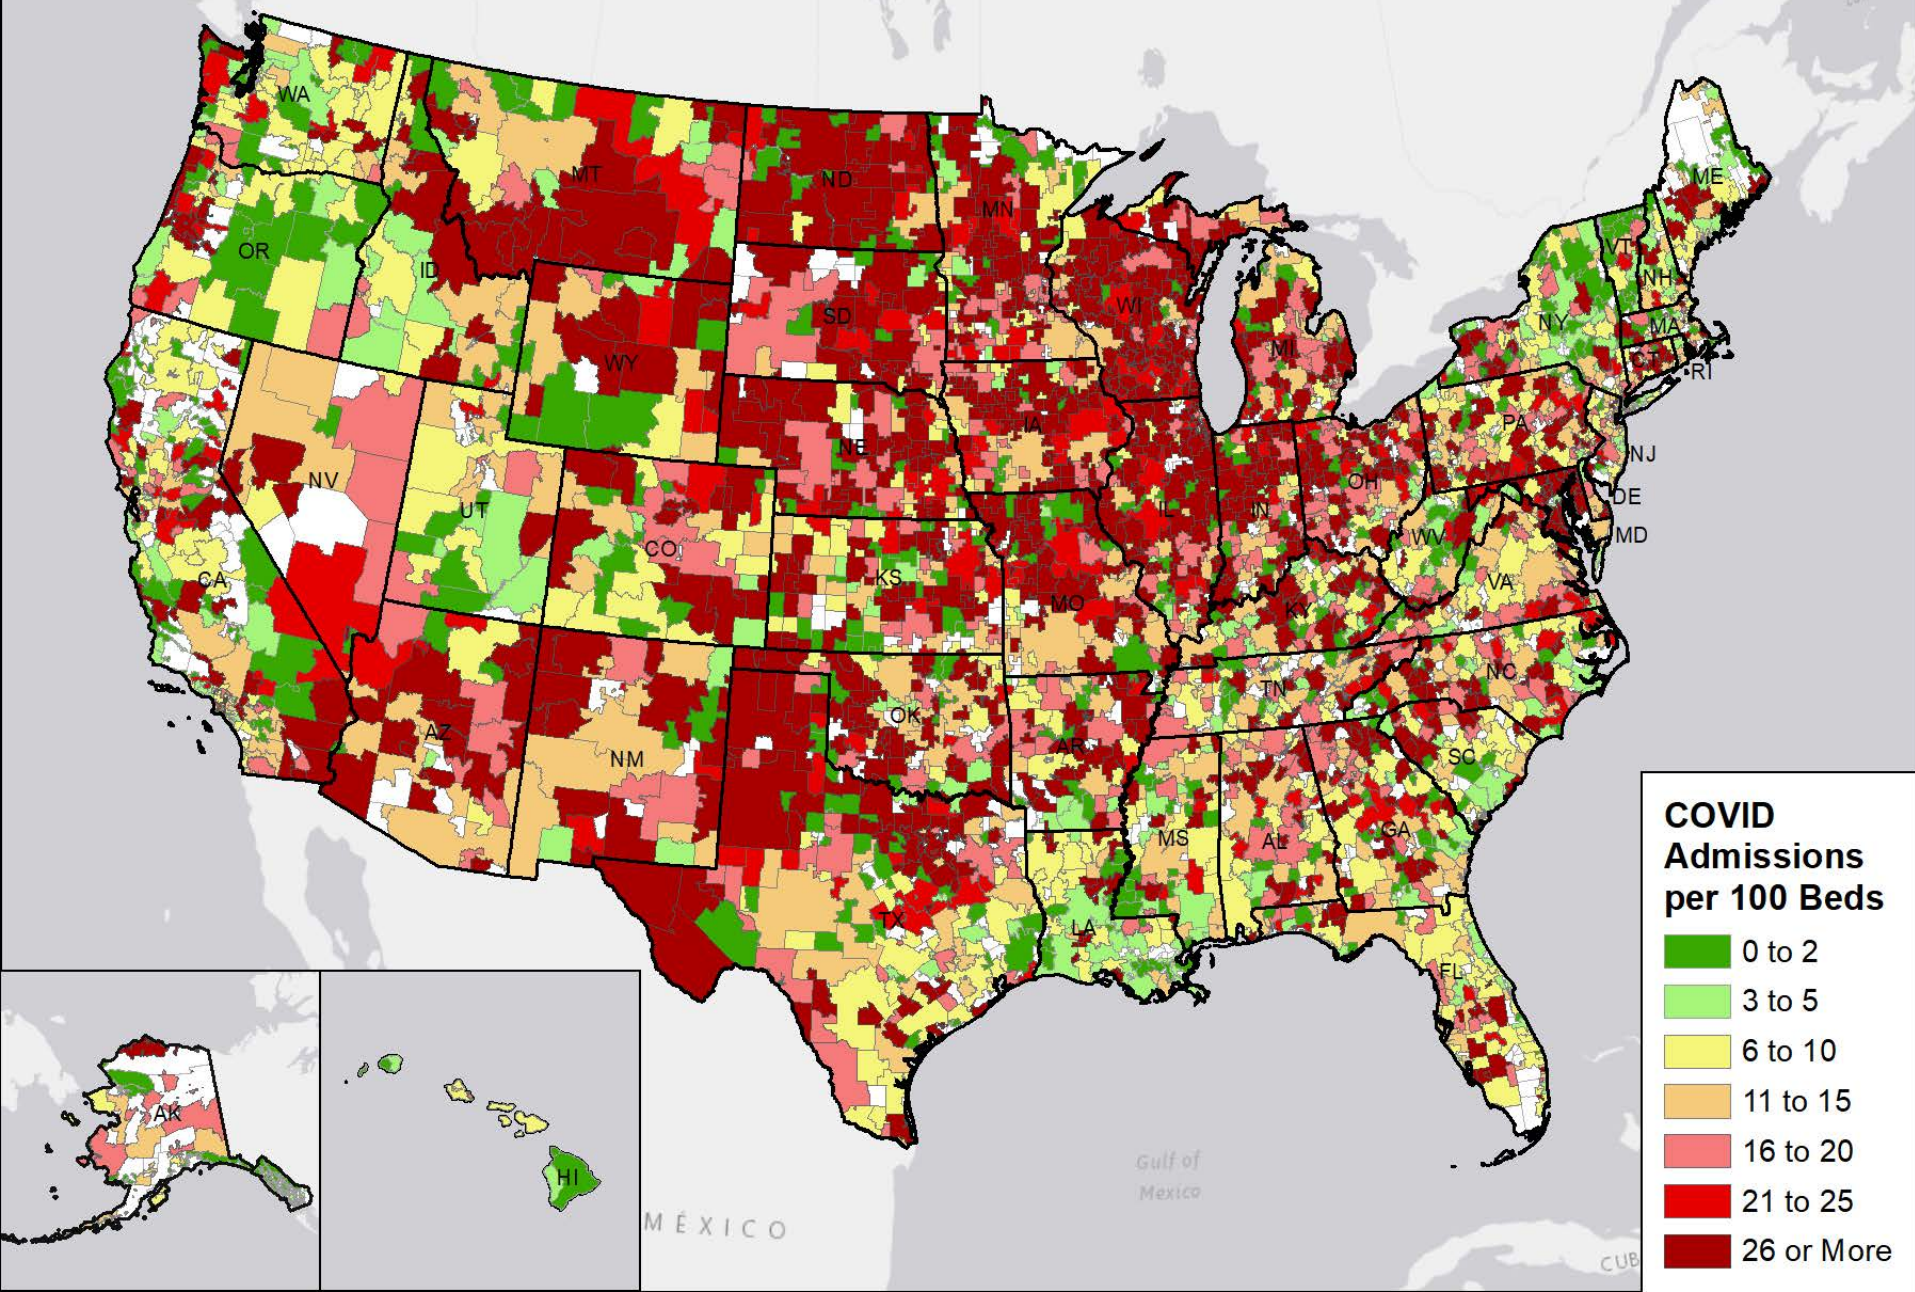 WA
MT
ND
MN
ME
OR
ID
VT
NH
SD
WI
NY
MA
WY
MI
CT
RI
IA
PA
NE
NV
OH
NJ
UT
IL
IN
DE
CO
WV
MD
CA
KS
VA
MO
KY
NC
TN
OK
AZ
NM
AR
SC
MS
AL
GA
TX
LA
FL
AK
HI
Gulf of
Mexico
MÉXICO
CUB
COVID
Admissions
per 100 Beds
0 to 2
3 to 5
6 to 10
11 to 15
16 to 20
21 to 25
26 or More